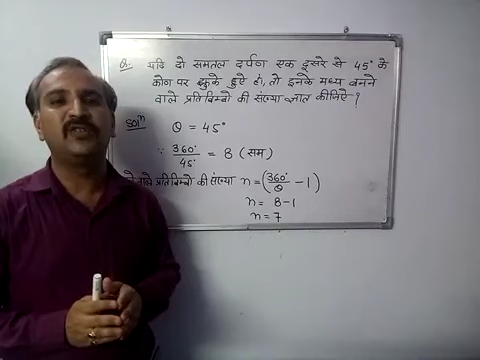 Q. यदि दो समतल दर्पण एक दूसरे से 45° के
कोण पर झुके हुऐ हों, तो इनके मध्य बनने
वाले प्रतिबिम्बो की संख्या ज्ञात कीजिऐ ?
Solⁿ θ = 45°
∵ 360°/45° = 8 (सम)
वाले प्रतिबिम्बो की संख्या n = (360°/θ - 1)
n = 8-1
n = 7